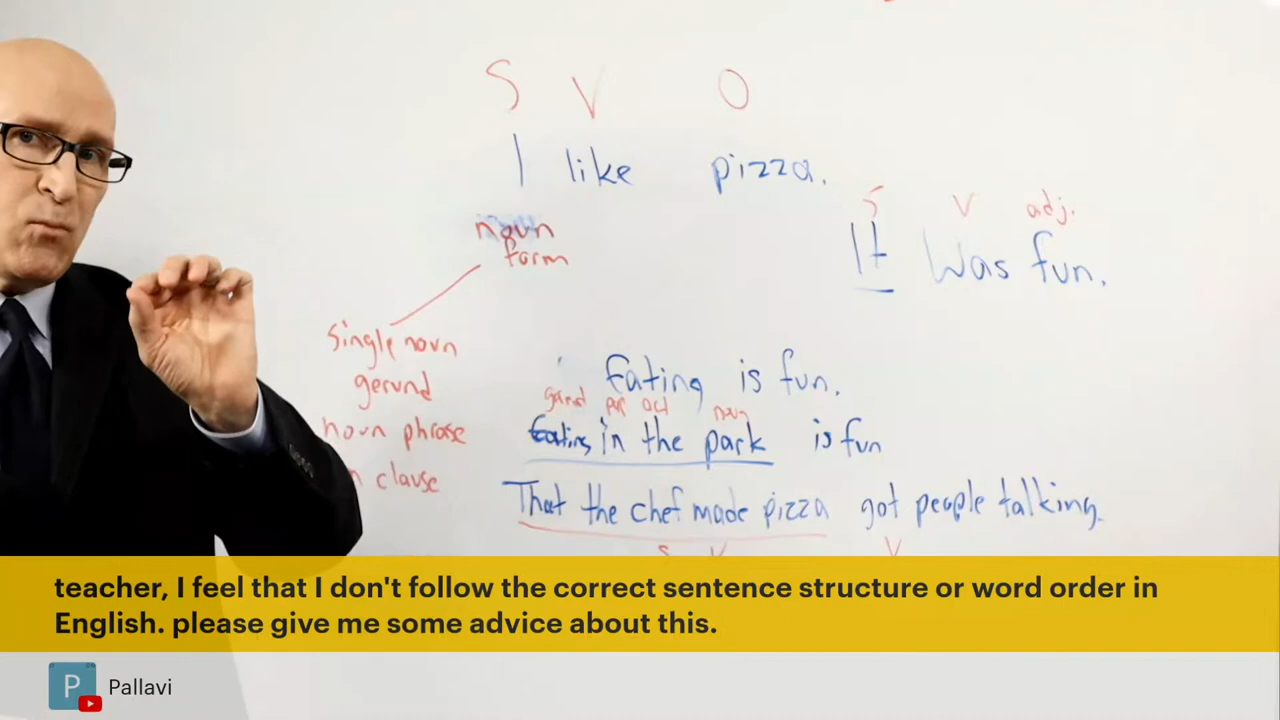 S V O
I like pizza.
noun
form
S V adj.
It was fun.
single noun
gerund
noun phrase
clause
Eating is fun.
noun
Eating in the park is fun
That the chef made pizza got people talking.
S V V
teacher, I feel that I don't follow the correct sentence structure or word order in
English. please give me some advice about this.
P Pallavi